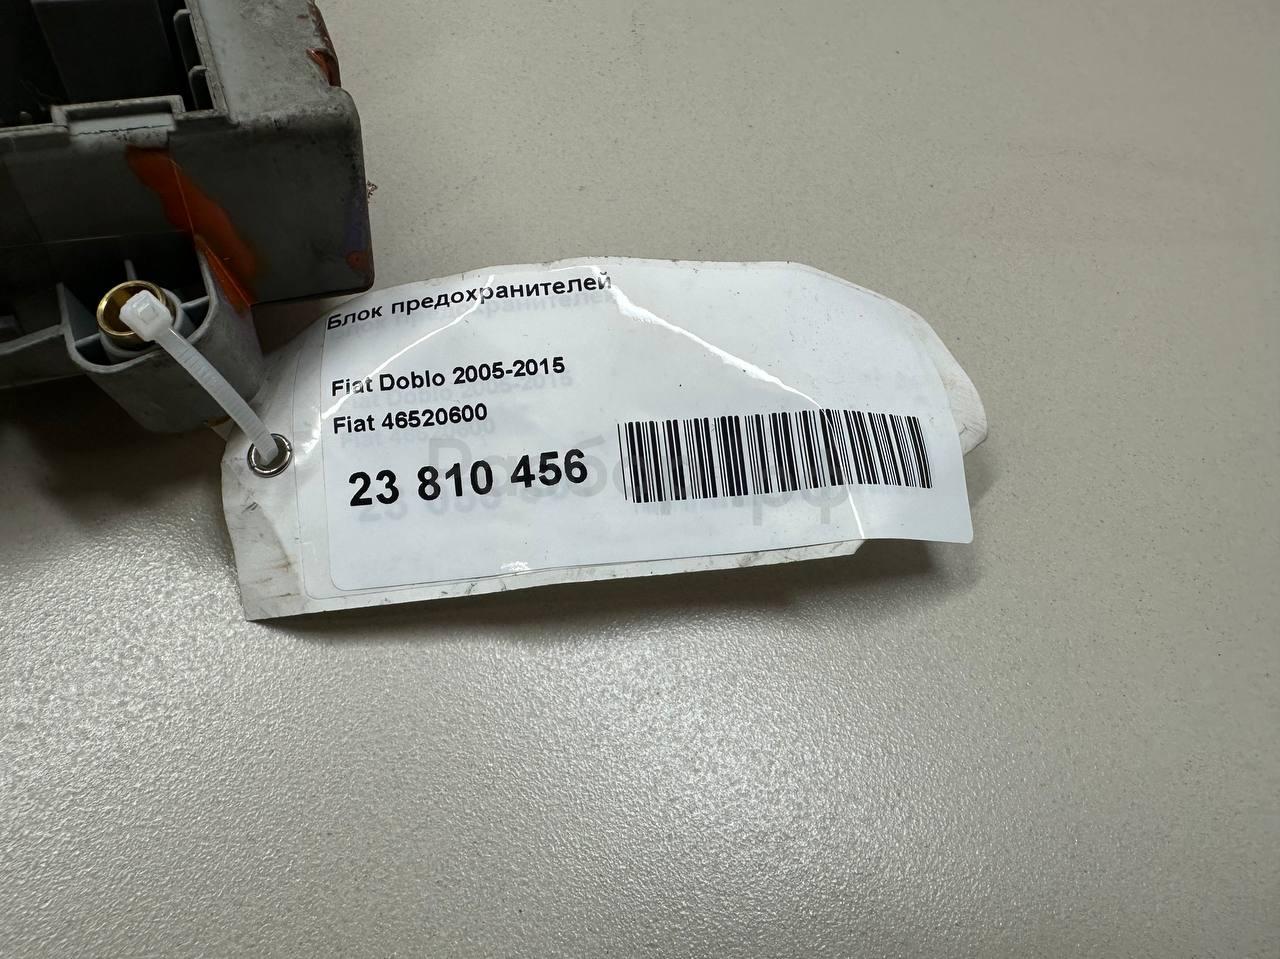 Блок предохранителей
Fiat Doblo 2005-2015
Fiat 46520600
23 810 456